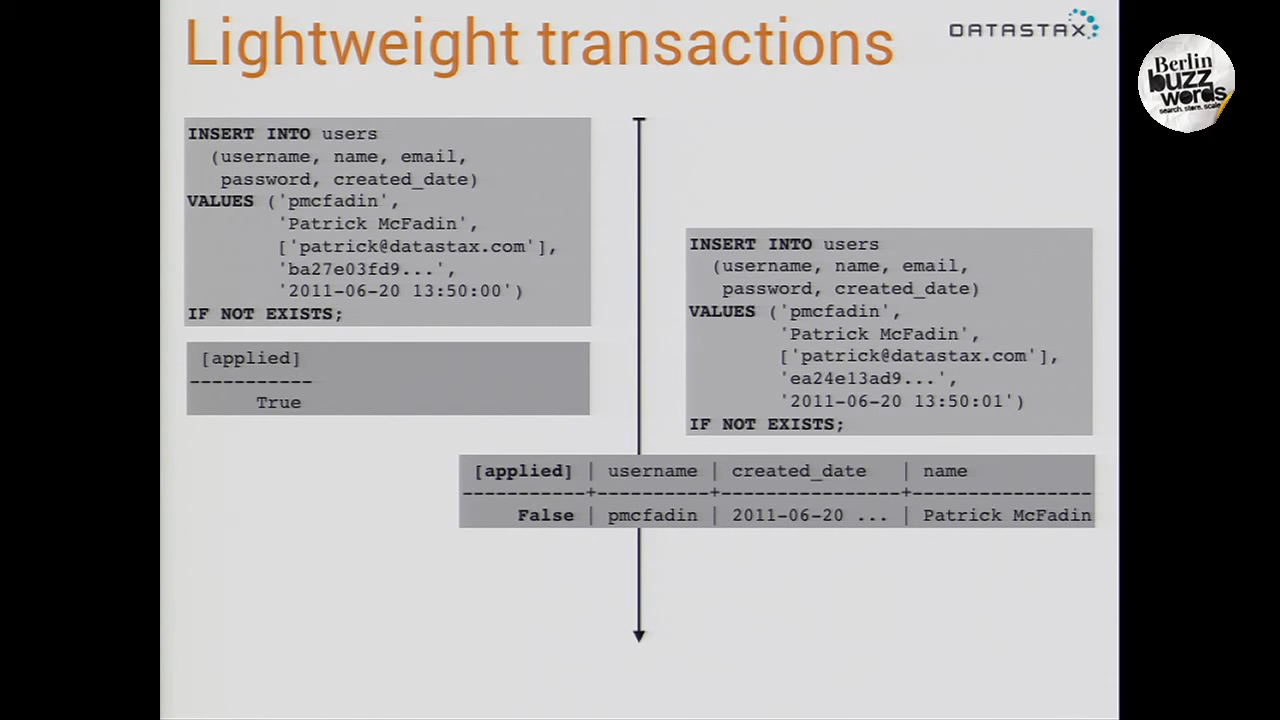 Lightweight transactions
DATASTAX
Berlin
buzz
words
search. store. scale.
INSERT INTO users
(username, name, email,
password, created_date)
VALUES ('pmcfadin',
'Patrick McFadin',
['patrick@datastax.com'],
'ba27e03fd9...',
'2011-06-20 13:50:00')
IF NOT EXISTS;
[applied]
-----------
True
INSERT INTO users
(username, name, email,
password, created_date)
VALUES ('pmcfadin',
'Patrick McFadin',
['patrick@datastax.com'],
'ea24e13ad9...',
'2011-06-20 13:50:01')
IF NOT EXISTS;
[applied] | username | created_date | name
-----------+----------+----------------+----------------
False | pmcfadin | 2011-06-20 ... | Patrick McFadin